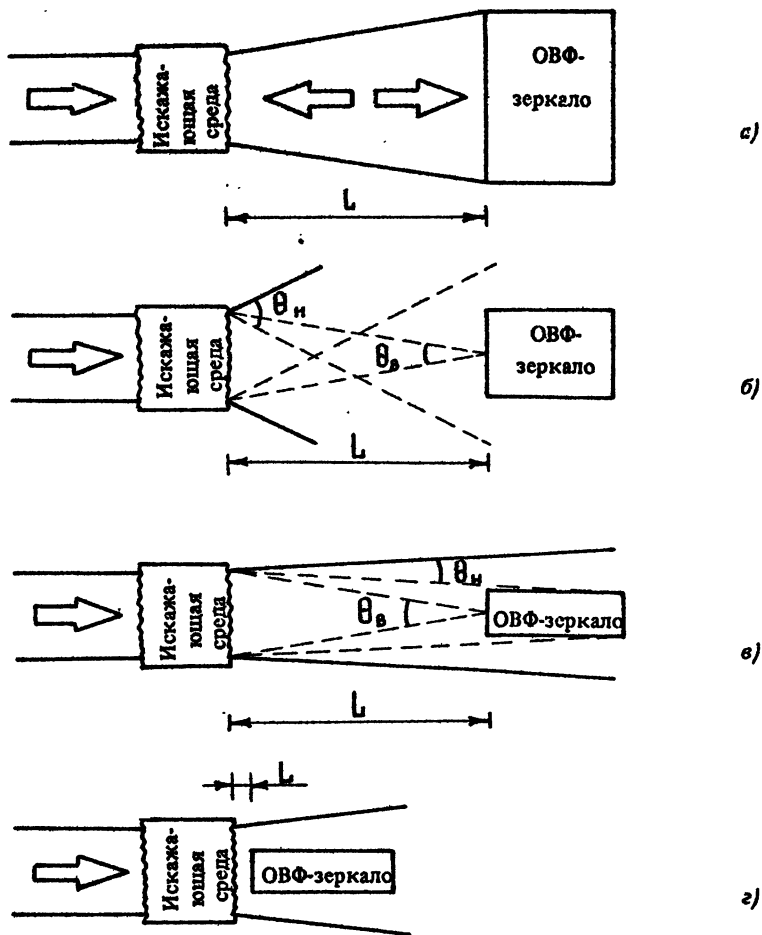 Искажа-
ющая
среда
ОВФ-
зеркало
а)
L
θн
Искажа-
ющая
среда
θв
ОВФ-
зеркало
б)
L
θн
Искажа-
ющая
среда
θв
ОВФ-зеркало
в)
L
L
Искажа-
ющая
среда
ОВФ-зеркало
г)